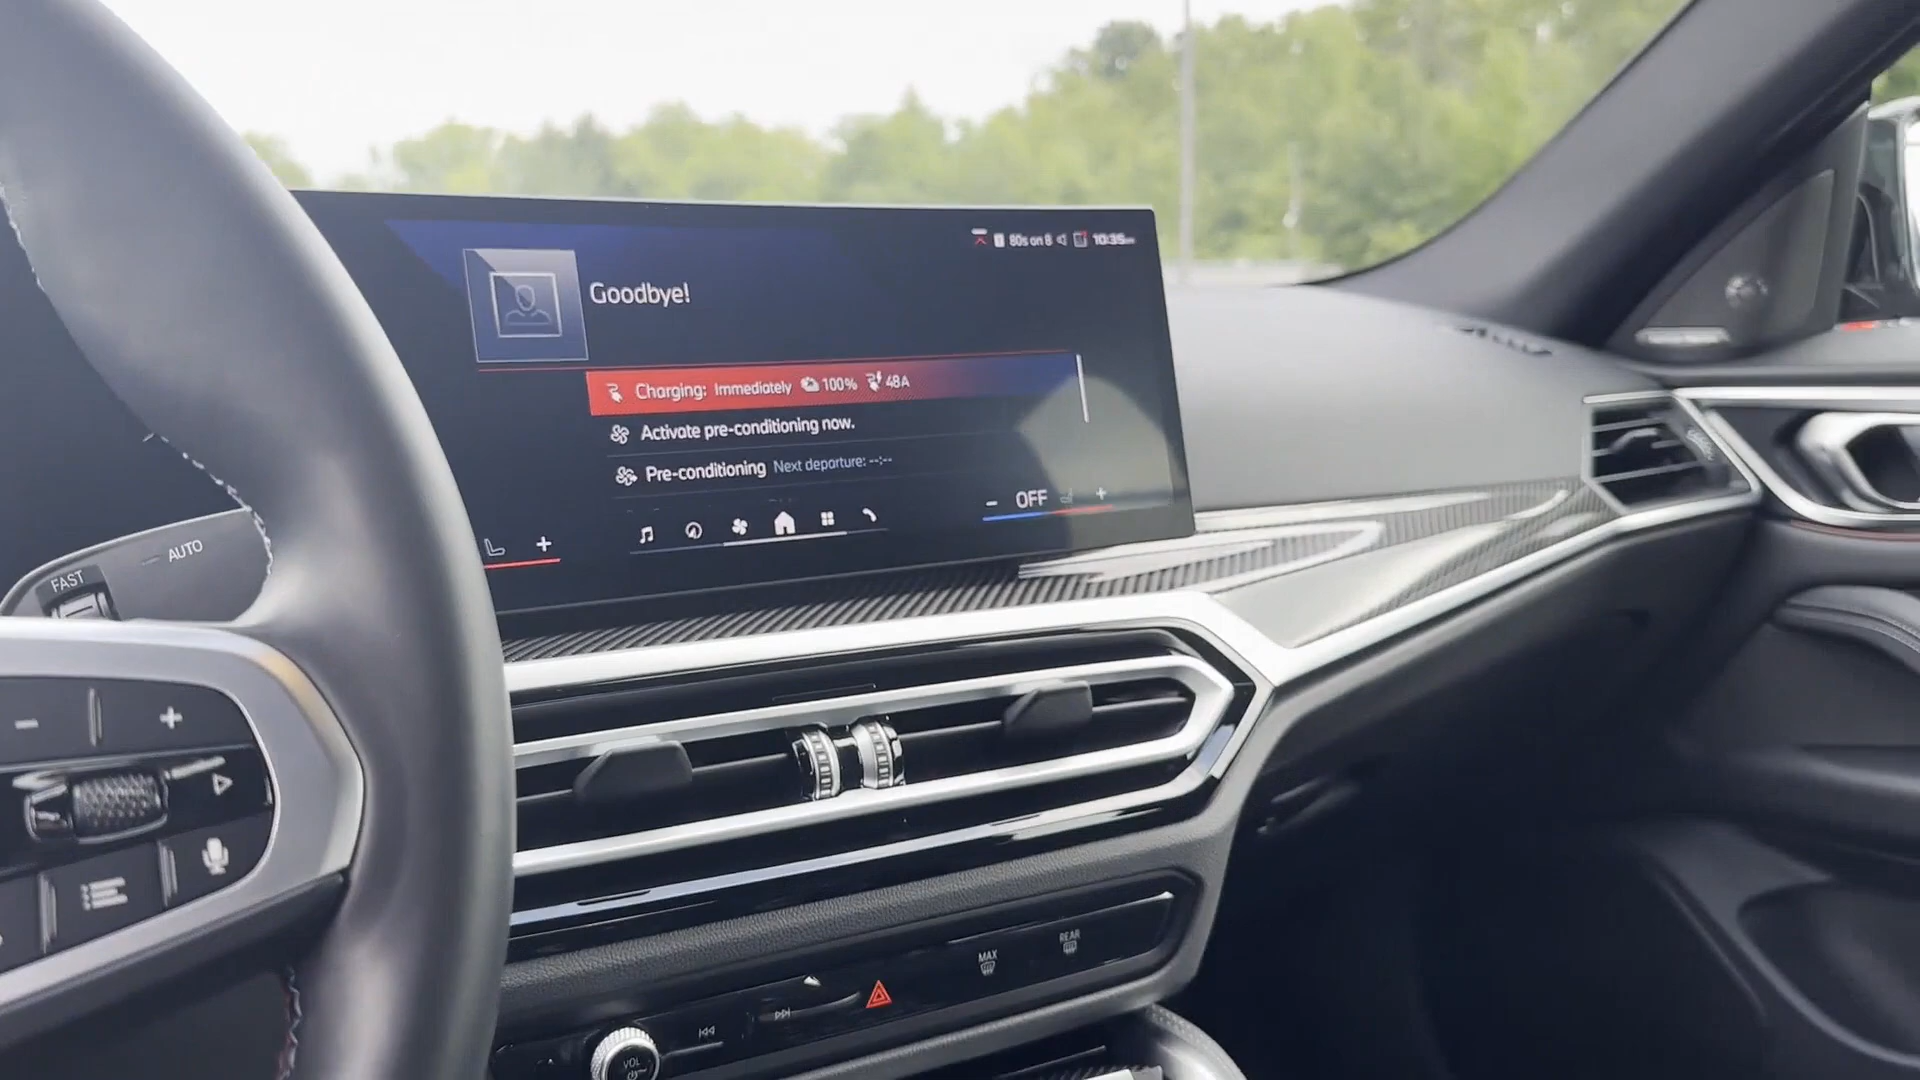 80s on 8 10:35
Goodbye!
Charging: Immediately 100% 48A
Activate pre-conditioning now.
Pre-conditioning Next departure: --:--
- OFF +
+
AUTO
FAST
- +
MAX
REAR
VOL